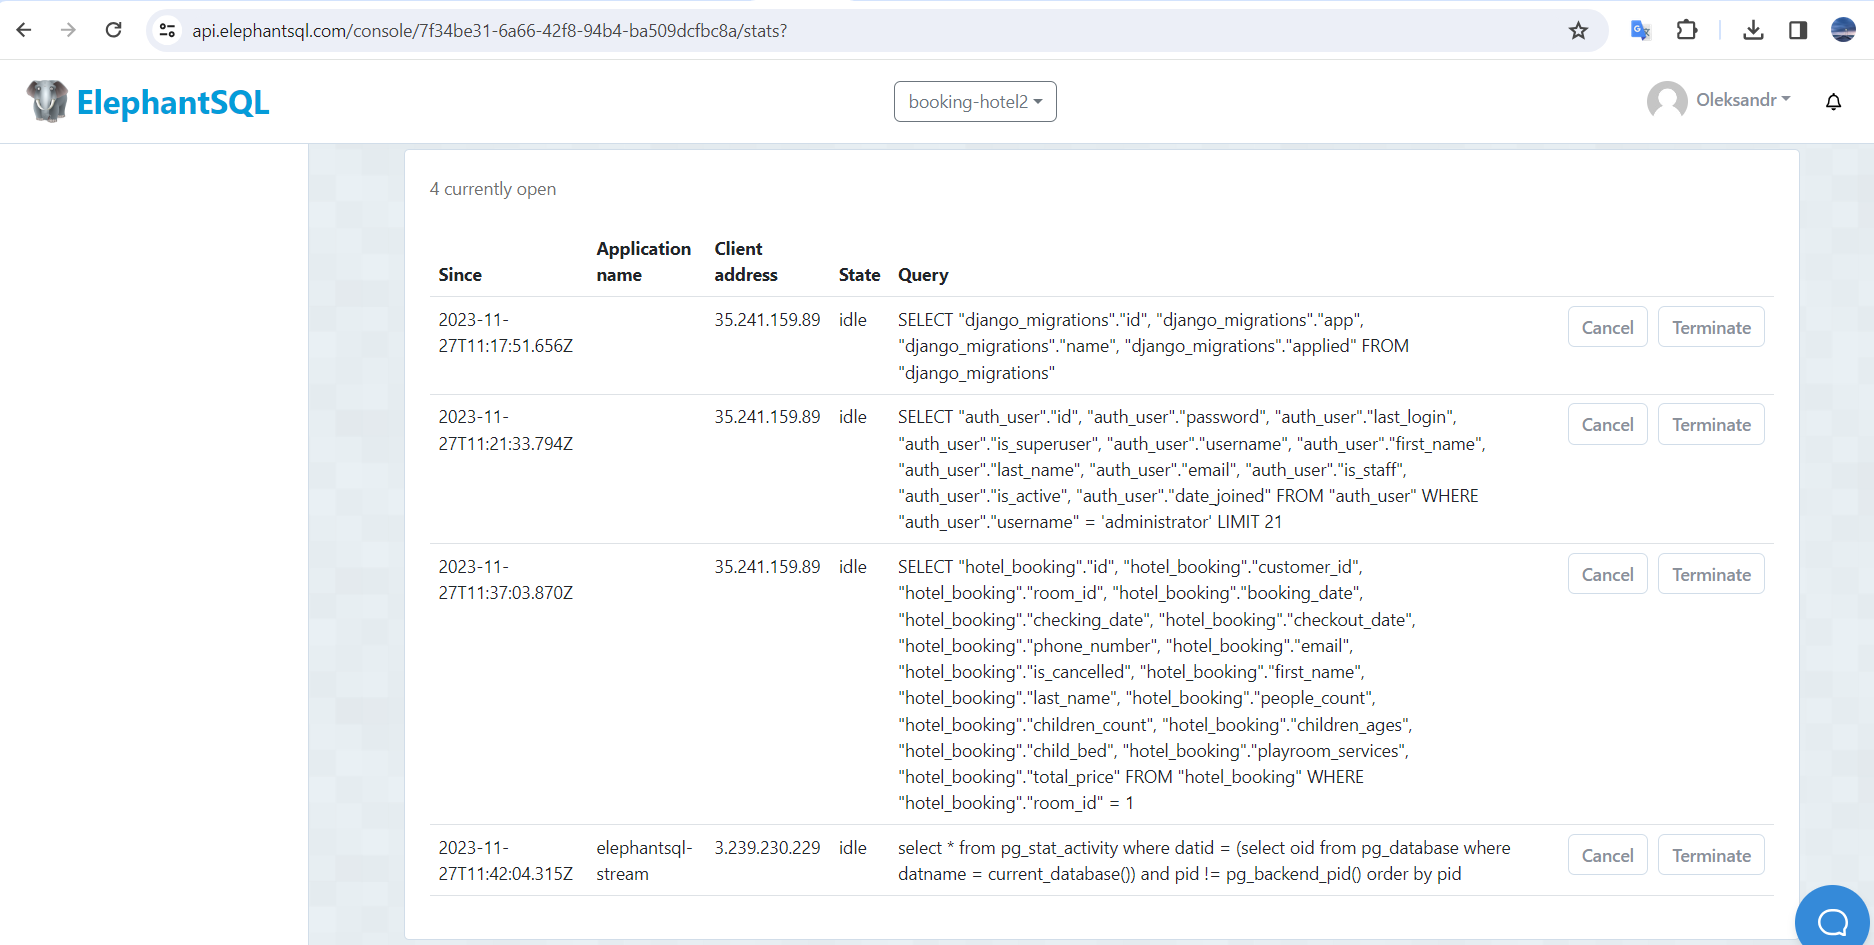 api.elephantsql.com/console/7f34be31-6a66-42f8-94b4-ba509dcfbc8a/stats?
ElephantSQL
booking-hotel2
Oleksandr
4 currently open
Since
Application
name
Client
address
State
Query
2023-11-
27T11:17:51.656Z
35.241.159.89
idle
SELECT "django_migrations"."id", "django_migrations"."app",
"django_migrations"."name", "django_migrations"."applied" FROM
"django_migrations"
Cancel
Terminate
2023-11-
27T11:21:33.794Z
35.241.159.89
idle
SELECT "auth_user"."id", "auth_user"."password", "auth_user"."last_login",
"auth_user"."is_superuser", "auth_user"."username", "auth_user"."first_name",
"auth_user"."last_name", "auth_user"."email", "auth_user"."is_staff",
"auth_user"."is_active", "auth_user"."date_joined" FROM "auth_user" WHERE
"auth_user"."username" = 'administrator' LIMIT 21
Cancel
Terminate
2023-11-
27T11:37:03.870Z
35.241.159.89
idle
SELECT "hotel_booking"."id", "hotel_booking"."customer_id",
"hotel_booking"."room_id", "hotel_booking"."booking_date",
"hotel_booking"."checking_date", "hotel_booking"."checkout_date",
"hotel_booking"."phone_number", "hotel_booking"."email",
"hotel_booking"."is_cancelled", "hotel_booking"."first_name",
"hotel_booking"."last_name", "hotel_booking"."people_count",
"hotel_booking"."children_count", "hotel_booking"."children_ages",
"hotel_booking"."child_bed", "hotel_booking"."playroom_services",
"hotel_booking"."total_price" FROM "hotel_booking" WHERE
"hotel_booking"."room_id" = 1
Cancel
Terminate
2023-11-
27T11:42:04.315Z
elephantsql-
stream
3.239.230.229
idle
select * from pg_stat_activity where datid = (select oid from pg_database where
datname = current_database()) and pid != pg_backend_pid() order by pid
Cancel
Terminate